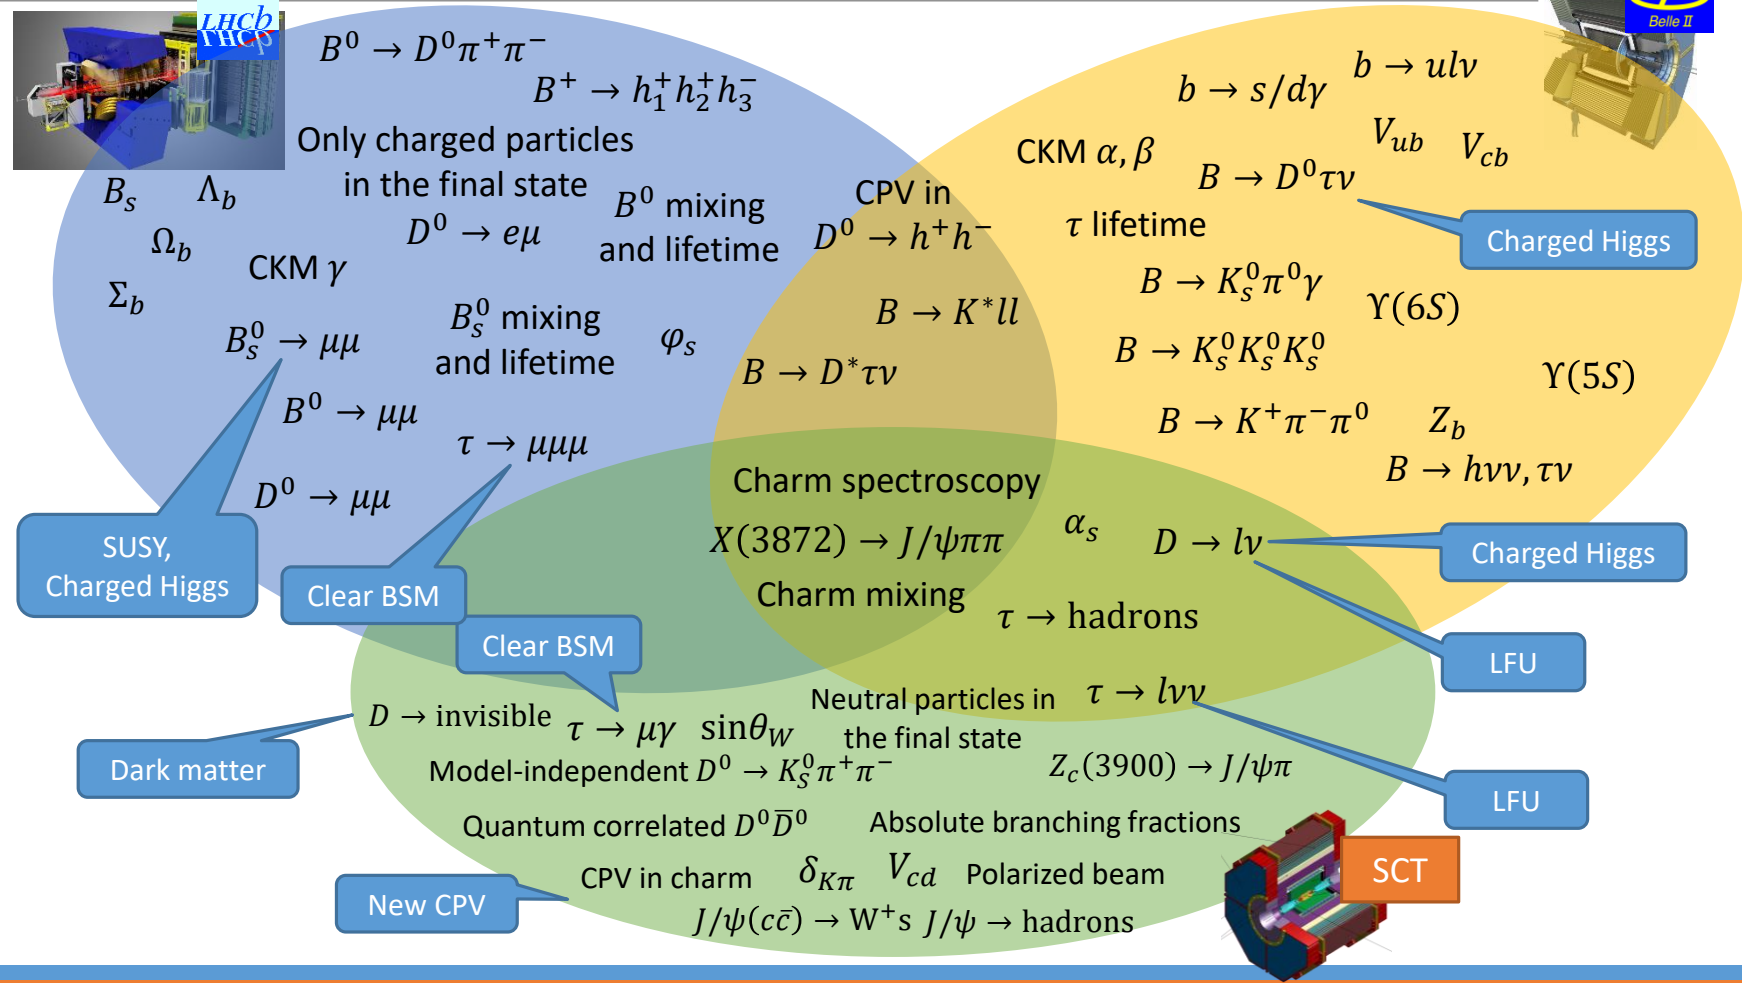 LHCb
Belle II
B⁰ → D⁰π⁺π⁻
B⁺ → h₁⁺h₂⁺h₃⁻
Only charged particles
in the final state
B_s
Λ_b
Ω_b
Σ_b
CKM γ
D⁰ → eμ
B⁰ mixing
and lifetime
B_s⁰ → μμ
B_s⁰ mixing
and lifetime
φ_s
B⁰ → μμ
τ → μμμ
D⁰ → μμ
SUSY,
Charged Higgs
Clear BSM
CPV in
D⁰ → h⁺h⁻
B → K*ll
B → D*τν
b → s/dγ
b → ulν
V_ub
V_cb
CKM α, β
B → D⁰τν
Charged Higgs
τ lifetime
B → K_s⁰π⁰γ
ϒ(6S)
B → K_s⁰K_s⁰K_s⁰
ϒ(5S)
B → K⁺π⁻π⁰
Z_b
B → hνν, τν
Charm spectroscopy
X(3872) → J/ψππ
Charm mixing
α_s
D → lν
Charged Higgs
τ → hadrons
LFU
Clear BSM
D → invisible
τ → μγ
sinθ_W
Neutral particles in
the final state
τ → lνν
Dark matter
Model-independent D⁰ → K_S⁰π⁺π⁻
Z_c(3900) → J/ψπ
LFU
Quantum correlated D⁰D̅⁰
Absolute branching fractions
CPV in charm
δ_Kπ
V_cd
Polarized beam
SCT
New CPV
J/ψ(cc̅) → W⁺s
J/ψ → hadrons